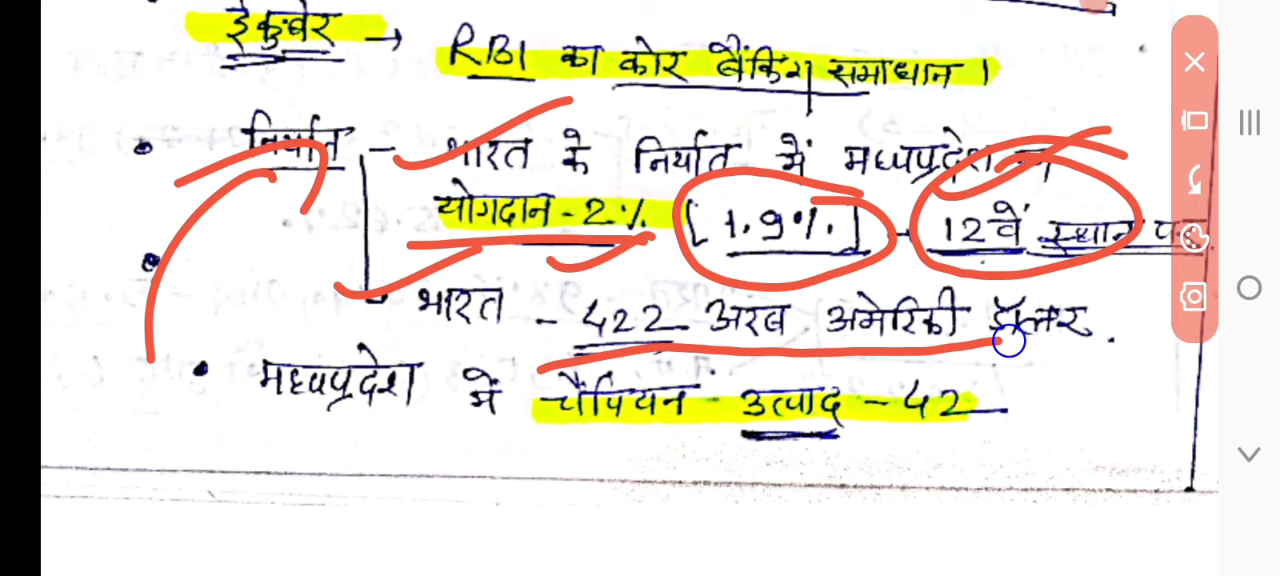 ईकुबेर → RBI का कोर बैंकिंग समाधान ।
• निर्यात - भारत के निर्यात में मध्यप्रदेश का
योगदान - 2% [1.9%] - 12वें स्थान पर
• भारत - 422 अरब अमेरिकी डॉलर.
• मध्यप्रदेश में चैंपियन उत्पाद - 42